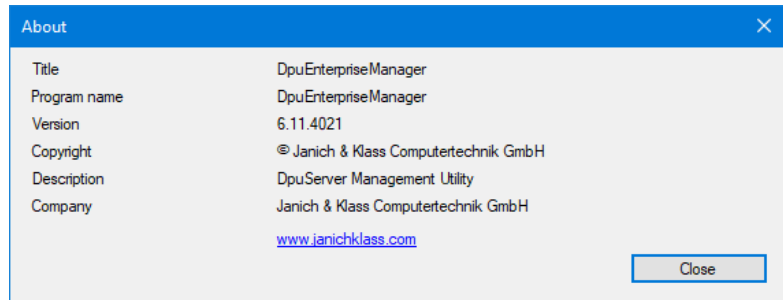 About
Title DpuEnterpriseManager
Program name DpuEnterpriseManager
Version 6.11.4021
Copyright © Janich & Klass Computertechnik GmbH
Description DpuServer Management Utility
Company Janich & Klass Computertechnik GmbH
www.janichklass.com
Close